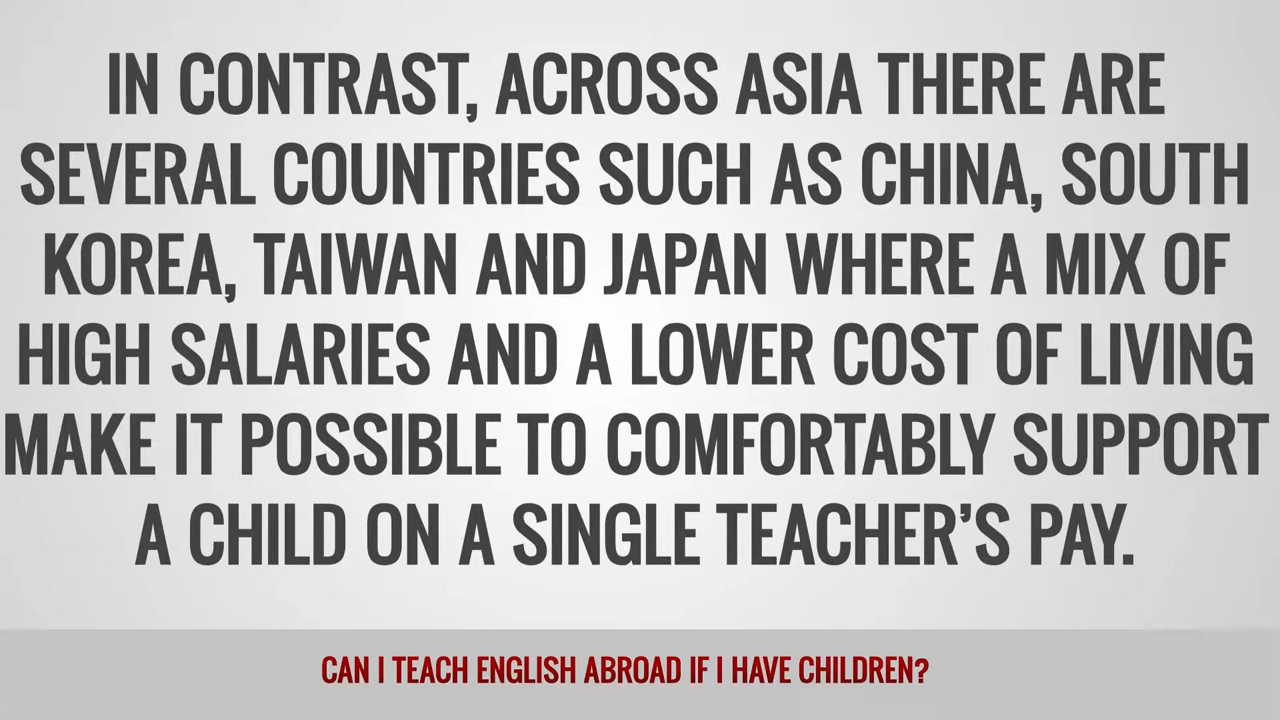 IN CONTRAST, ACROSS ASIA THERE ARE
SEVERAL COUNTRIES SUCH AS CHINA, SOUTH
KOREA, TAIWAN AND JAPAN WHERE A MIX OF
HIGH SALARIES AND A LOWER COST OF LIVING
MAKE IT POSSIBLE TO COMFORTABLY SUPPORT
A CHILD ON A SINGLE TEACHER’S PAY.
CAN I TEACH ENGLISH ABROAD IF I HAVE CHILDREN?